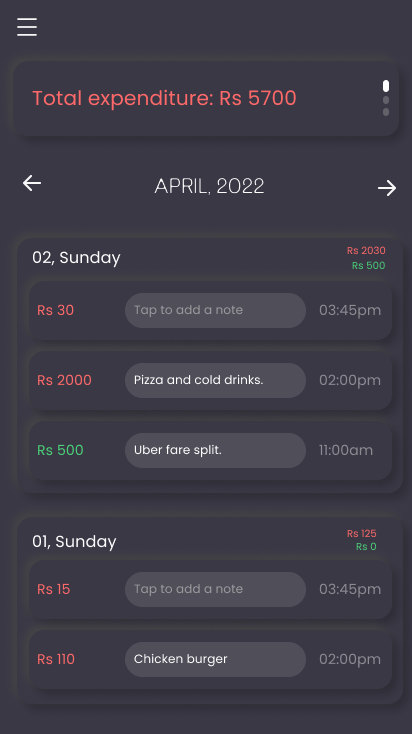 Total expenditure: Rs 5700
APRIL, 2022
02, Sunday
Rs 2030
Rs 500
Rs 30 Tap to add a note 03:45pm
Rs 2000 Pizza and cold drinks. 02:00pm
Rs 500 Uber fare split. 11:00am
01, Sunday
Rs 125
Rs 0
Rs 15 Tap to add a note 03:45pm
Rs 110 Chicken burger 02:00pm